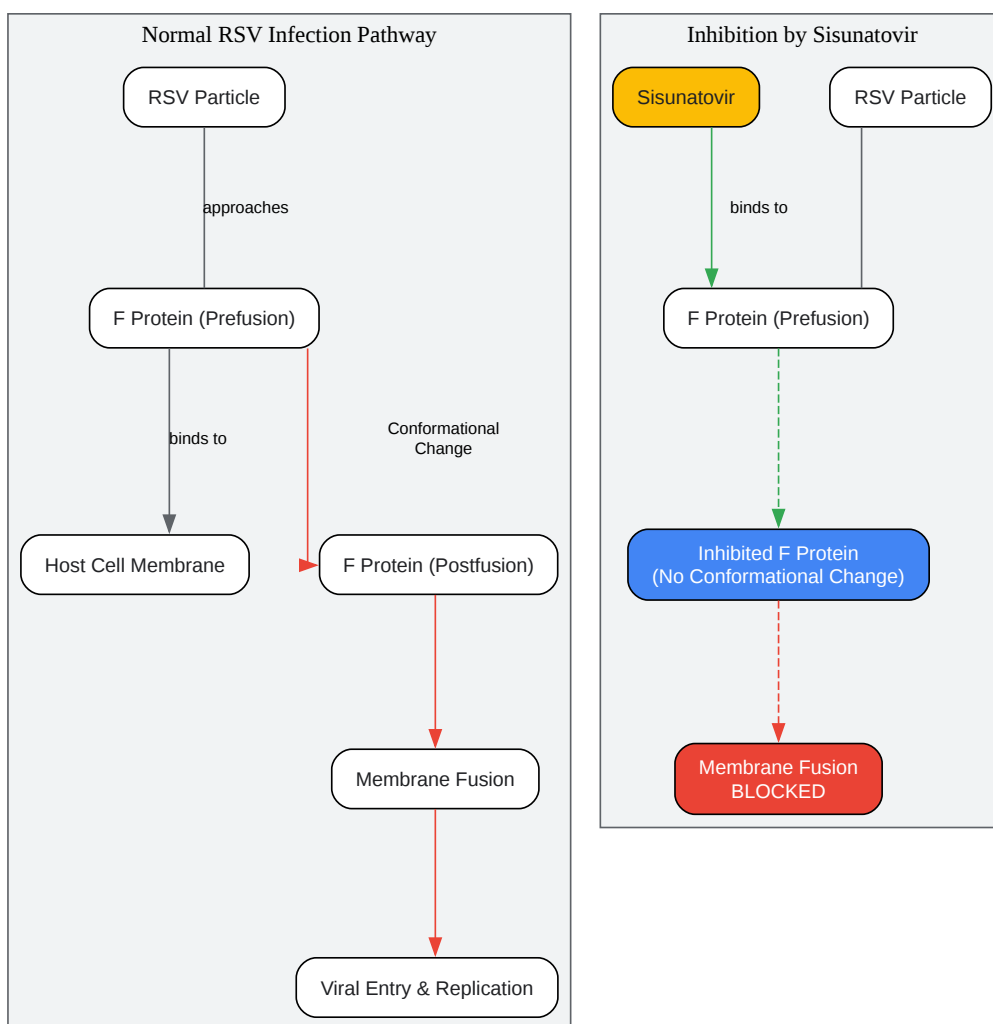 Normal RSV Infection Pathway
RSV Particle
approaches
F Protein (Prefusion)
binds to
Conformational
Change
Host Cell Membrane
F Protein (Postfusion)
Membrane Fusion
Viral Entry & Replication
Inhibition by Sisunatovir
Sisunatovir
RSV Particle
binds to
F Protein (Prefusion)
Inhibited F Protein
(No Conformational Change)
Membrane Fusion
BLOCKED